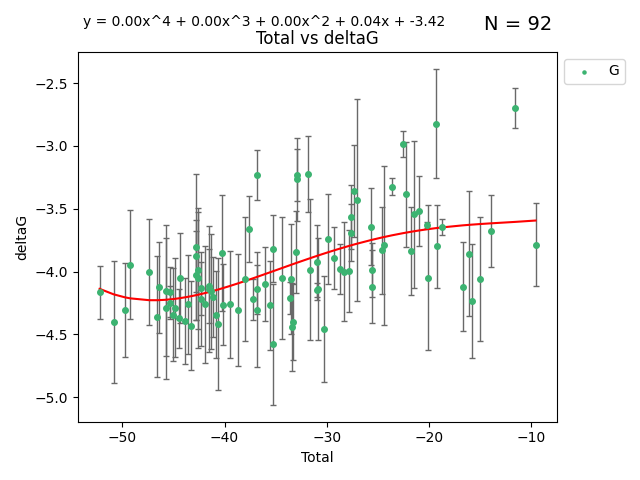 y = 0.00x^4 + 0.00x^3 + 0.00x^2 + 0.04x + -3.42
N = 92
Total vs deltaG
G
deltaG
−2.5
−3.0
−3.5
−4.0
−4.5
−5.0
−50
−40
−30
−20
−10
Total